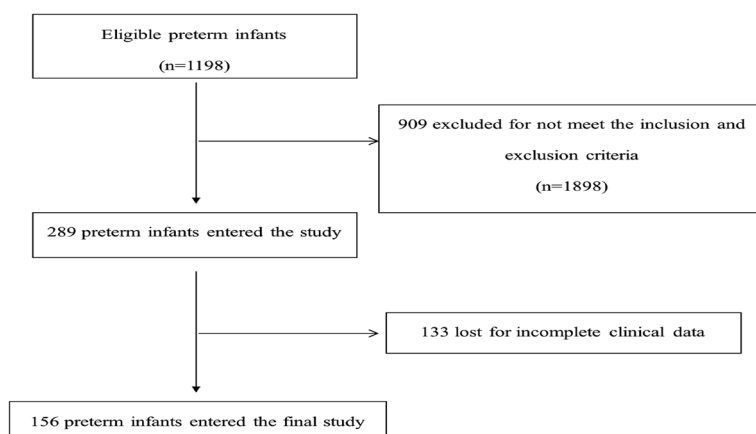 Eligible preterm infants
(n=1198)
909 excluded for not meet the inclusion and
exclusion criteria
(n=1898)
289 preterm infants entered the study
133 lost for incomplete clinical data
156 preterm infants entered the final study